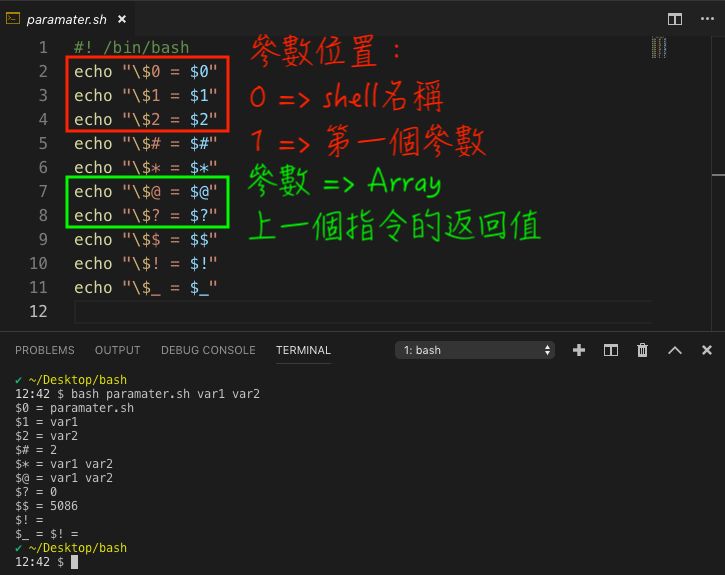 paramater.sh
1 #! /bin/bash
2 echo "\$0 = $0"
3 echo "\$1 = $1"
4 echo "\$2 = $2"
5 echo "\$# = $#"
6 echo "\$* = $*"
7 echo "\$@ = $@"
8 echo "\$? = $?"
9 echo "\$$ = $$"
10 echo "\$! = $!"
11 echo "\$_ = $_"
12
參數位置：
0 => shell名稱
1 => 第一個參數
參數 => Array
上一個指令的返回值
PROBLEMS OUTPUT DEBUG CONSOLE TERMINAL 1: bash
✓ ~/Desktop/bash
12:42 $ bash paramater.sh var1 var2
$0 = paramater.sh
$1 = var1
$2 = var2
$# = 2
$* = var1 var2
$@ = var1 var2
$? = 0
$$ = 5086
$! =
$_ = $! =
✓ ~/Desktop/bash
12:42 $